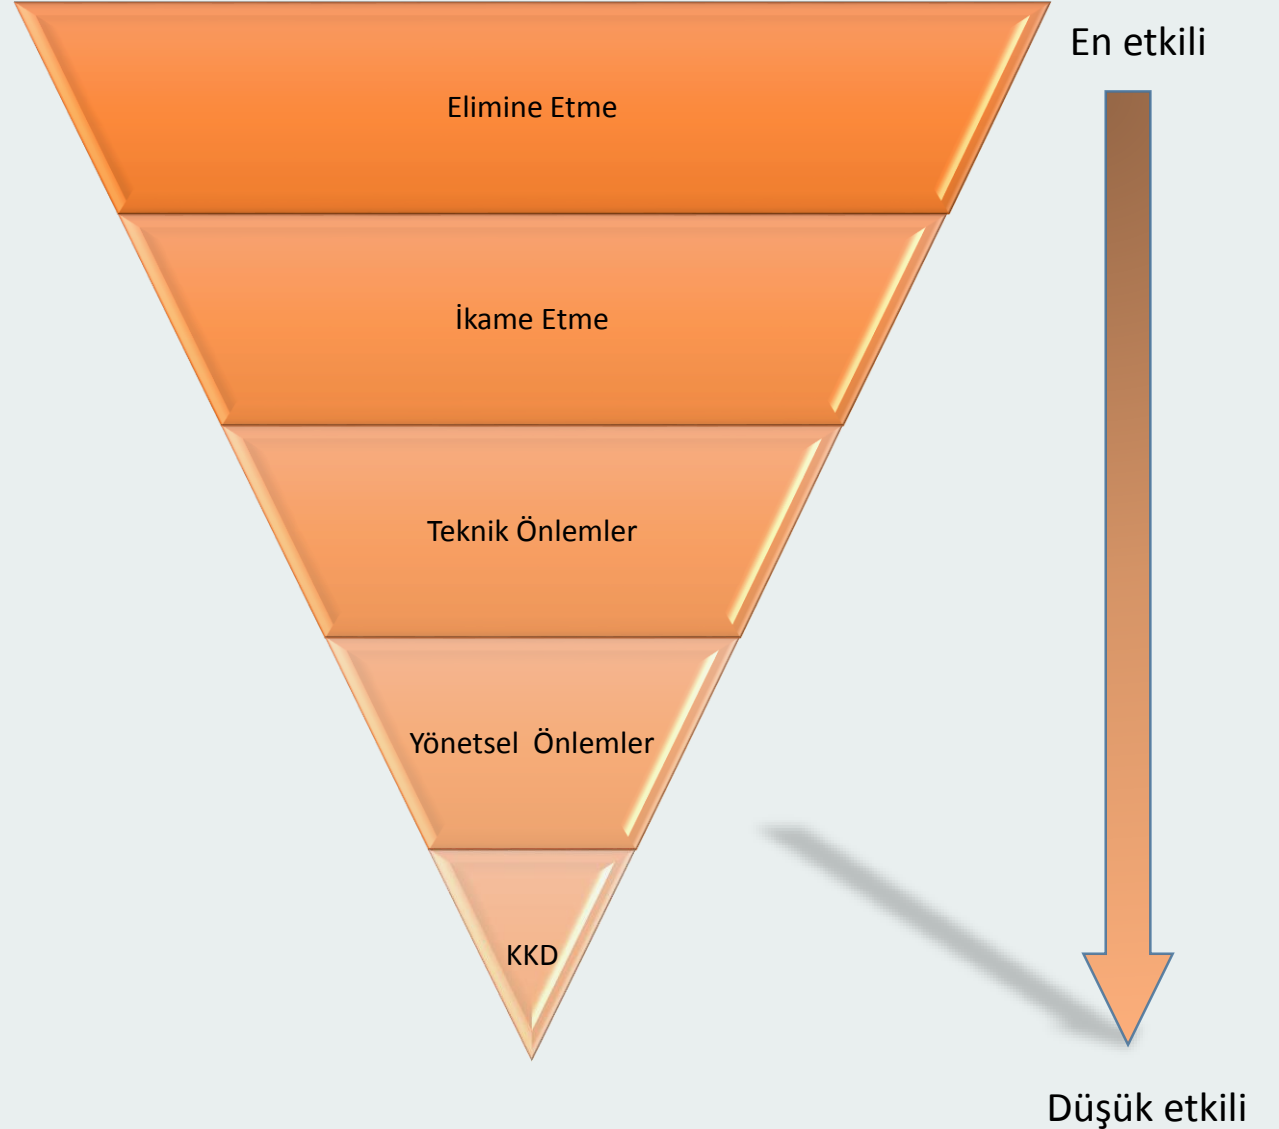 En etkili
Elimine Etme
İkame Etme
Teknik Önlemler
Yönetsel  Önlemler
KKD
Düşük etkili